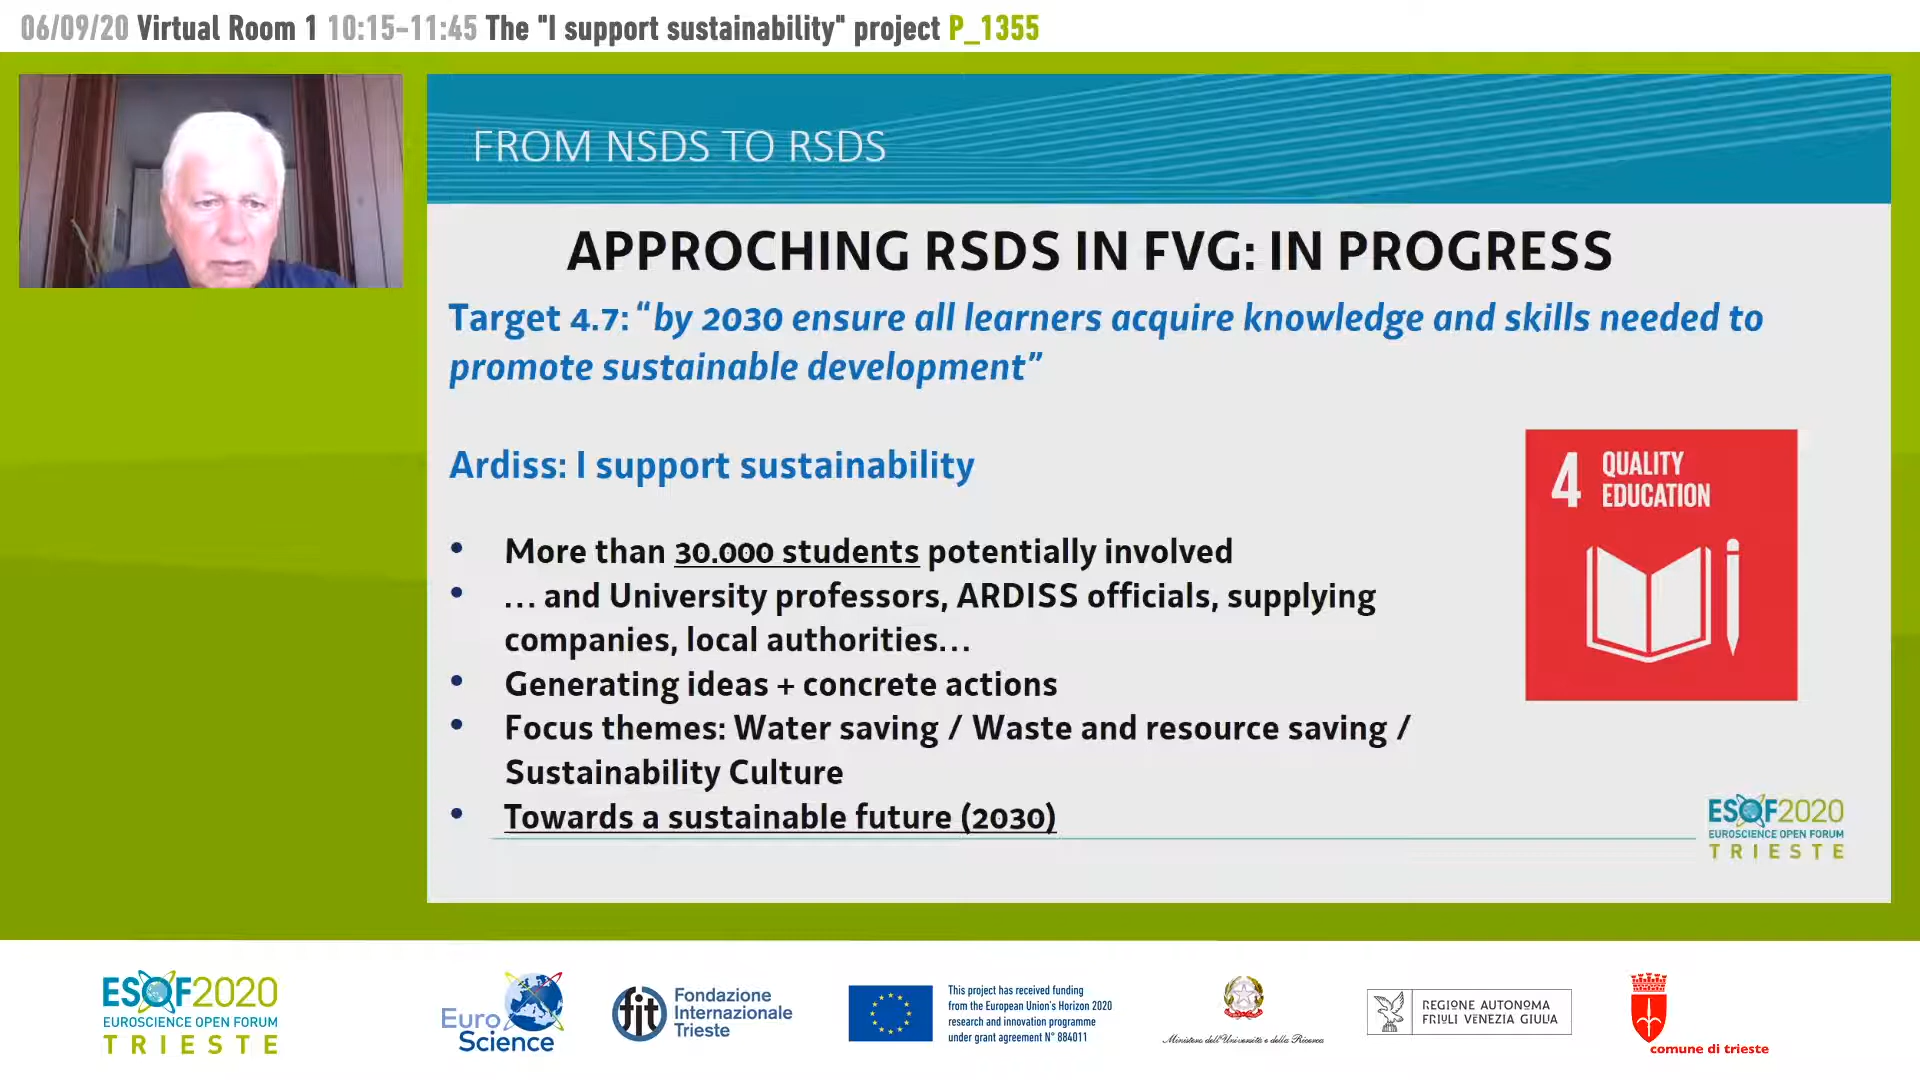 06/09/20 Virtual Room 1 10:15-11:45 The "I support sustainability" project P_1355
FROM NSDS TO RSDS
APPROCHING RSDS IN FVG: IN PROGRESS
Target 4.7: “by 2030 ensure all learners acquire knowledge and skills needed to
promote sustainable development”
Ardiss: I support sustainability
4 QUALITY
EDUCATION
• More than 30.000 students potentially involved
• … and University professors, ARDISS officials, supplying
companies, local authorities…
• Generating ideas + concrete actions
• Focus themes: Water saving / Waste and resource saving /
Sustainability Culture
• Towards a sustainable future (2030)
ESOF2020
EUROSCIENCE OPEN FORUM
TRIESTE
ESOF2020
EUROSCIENCE OPEN FORUM
TRIESTE
Euro
Science
fit
Fondazione
Internazionale
Trieste
This project has received funding
from the European Union's Horizon 2020
research and innovation programme
under grant agreement N° 884011
Ministero dell'Università e della Ricerca
REGIONE AUTONOMA
FRIULI VENEZIA GIULIA
comune di trieste